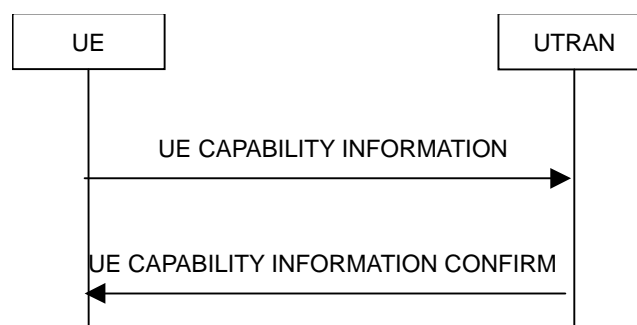 UE
UTRAN
UE CAPABILITY INFORMATION
UE CAPABILITY INFORMATION CONFIRM